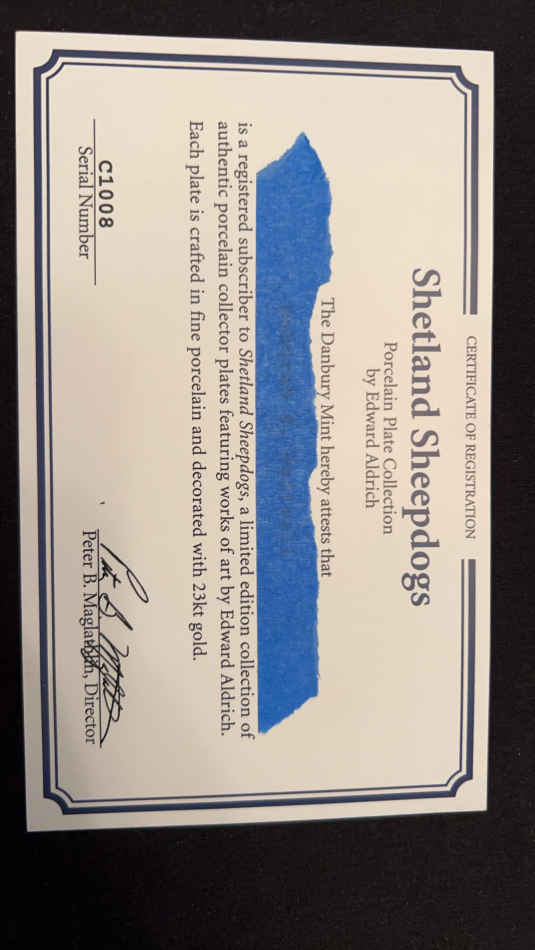 CERTIFICATE OF REGISTRATION
Shetland Sheepdogs
Porcelain Plate Collection
by Edward Aldrich
The Danbury Mint hereby attests that
is a registered subscriber to Shetland Sheepdogs, a limited edition collection of
authentic porcelain collector plates featuring works of art by Edward Aldrich.
Each plate is crafted in fine porcelain and decorated with 23kt gold.
C1008
Serial Number
Peter B. Maglathlin, Director